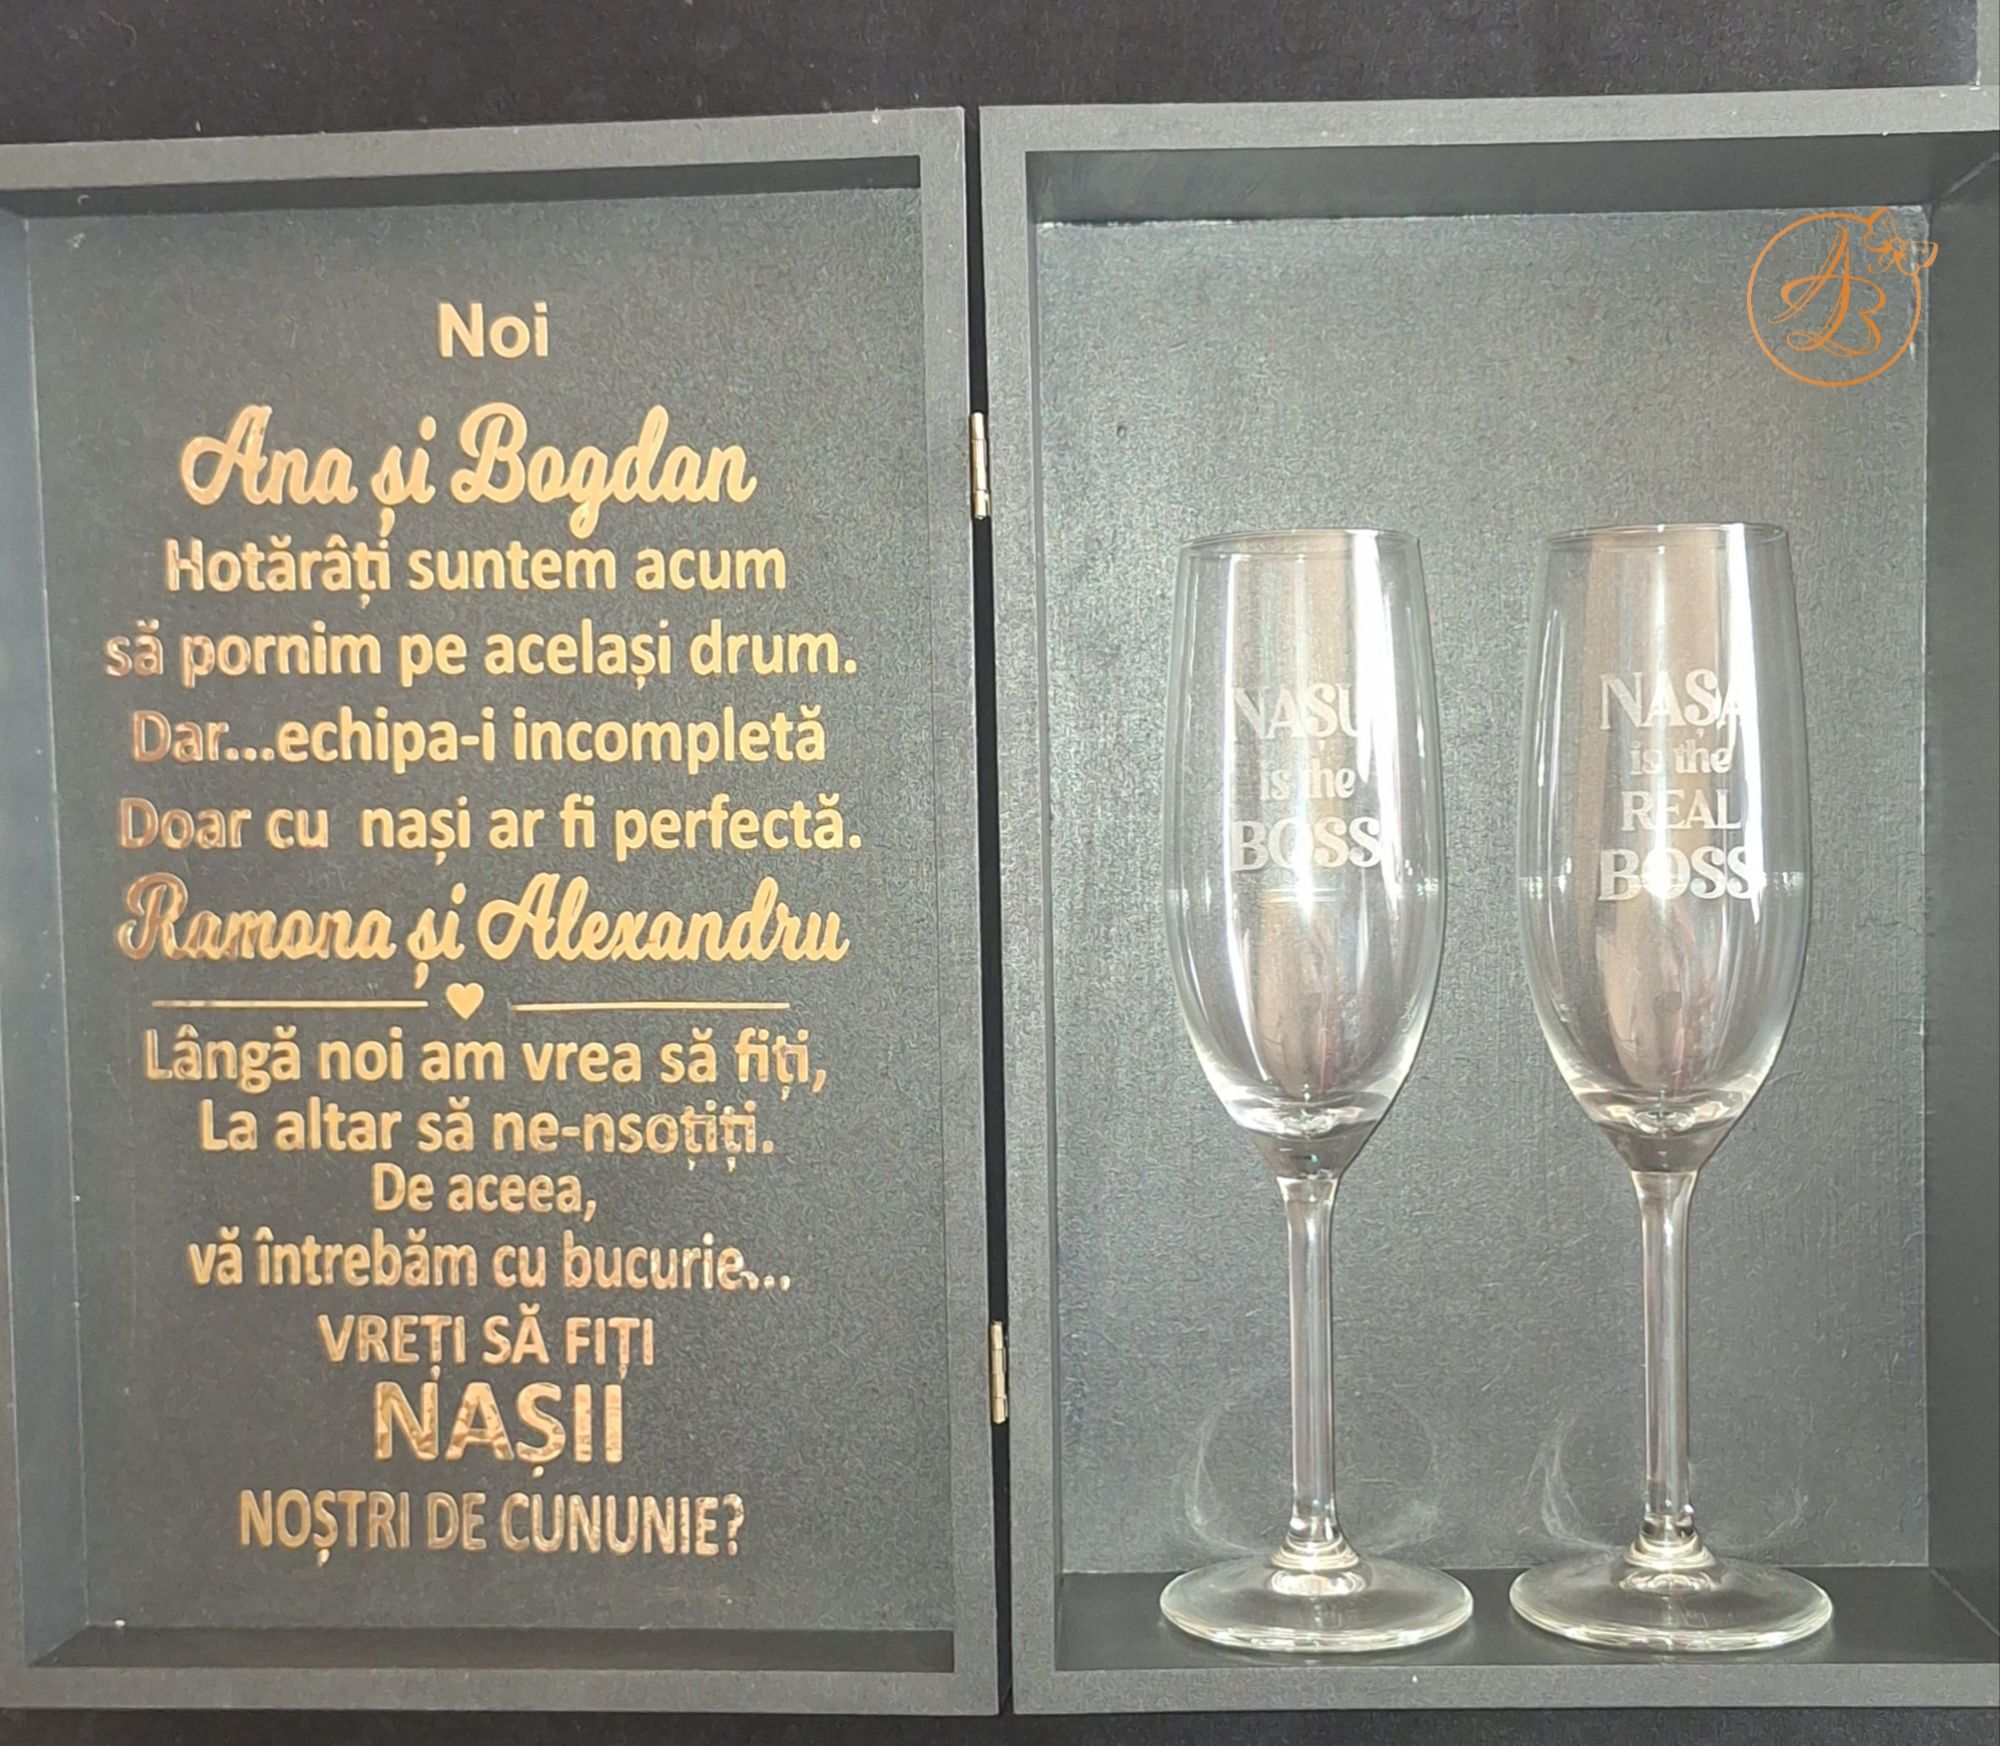 Noi
Ana și Bogdan
Hotărâți suntem acum
să pornim pe același drum.
Dar...echipa-i incompletă
Doar cu nași ar fi perfectă.
Ramona și Alexandru
Lângă noi am vrea să fiți,
La altar să ne-nsoțiți.
De aceea,
vă întrebăm cu bucurie...
VREȚI SĂ FIȚI
NAȘII
NOȘTRI DE CUNUNIE?
NAȘU
is the
BOSS
NAȘA
is the
REAL
BOSS
AB